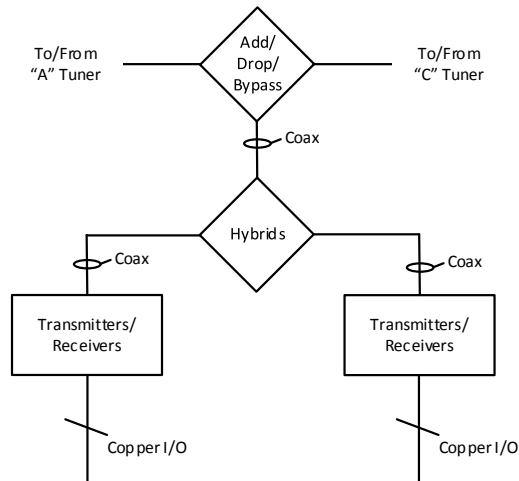 To/From
“A” Tuner
Add/
Drop/
Bypass
To/From
“C” Tuner
Coax
Hybrids
Coax
Coax
Transmitters/
Receivers
Transmitters/
Receivers
Copper I/O
Copper I/O